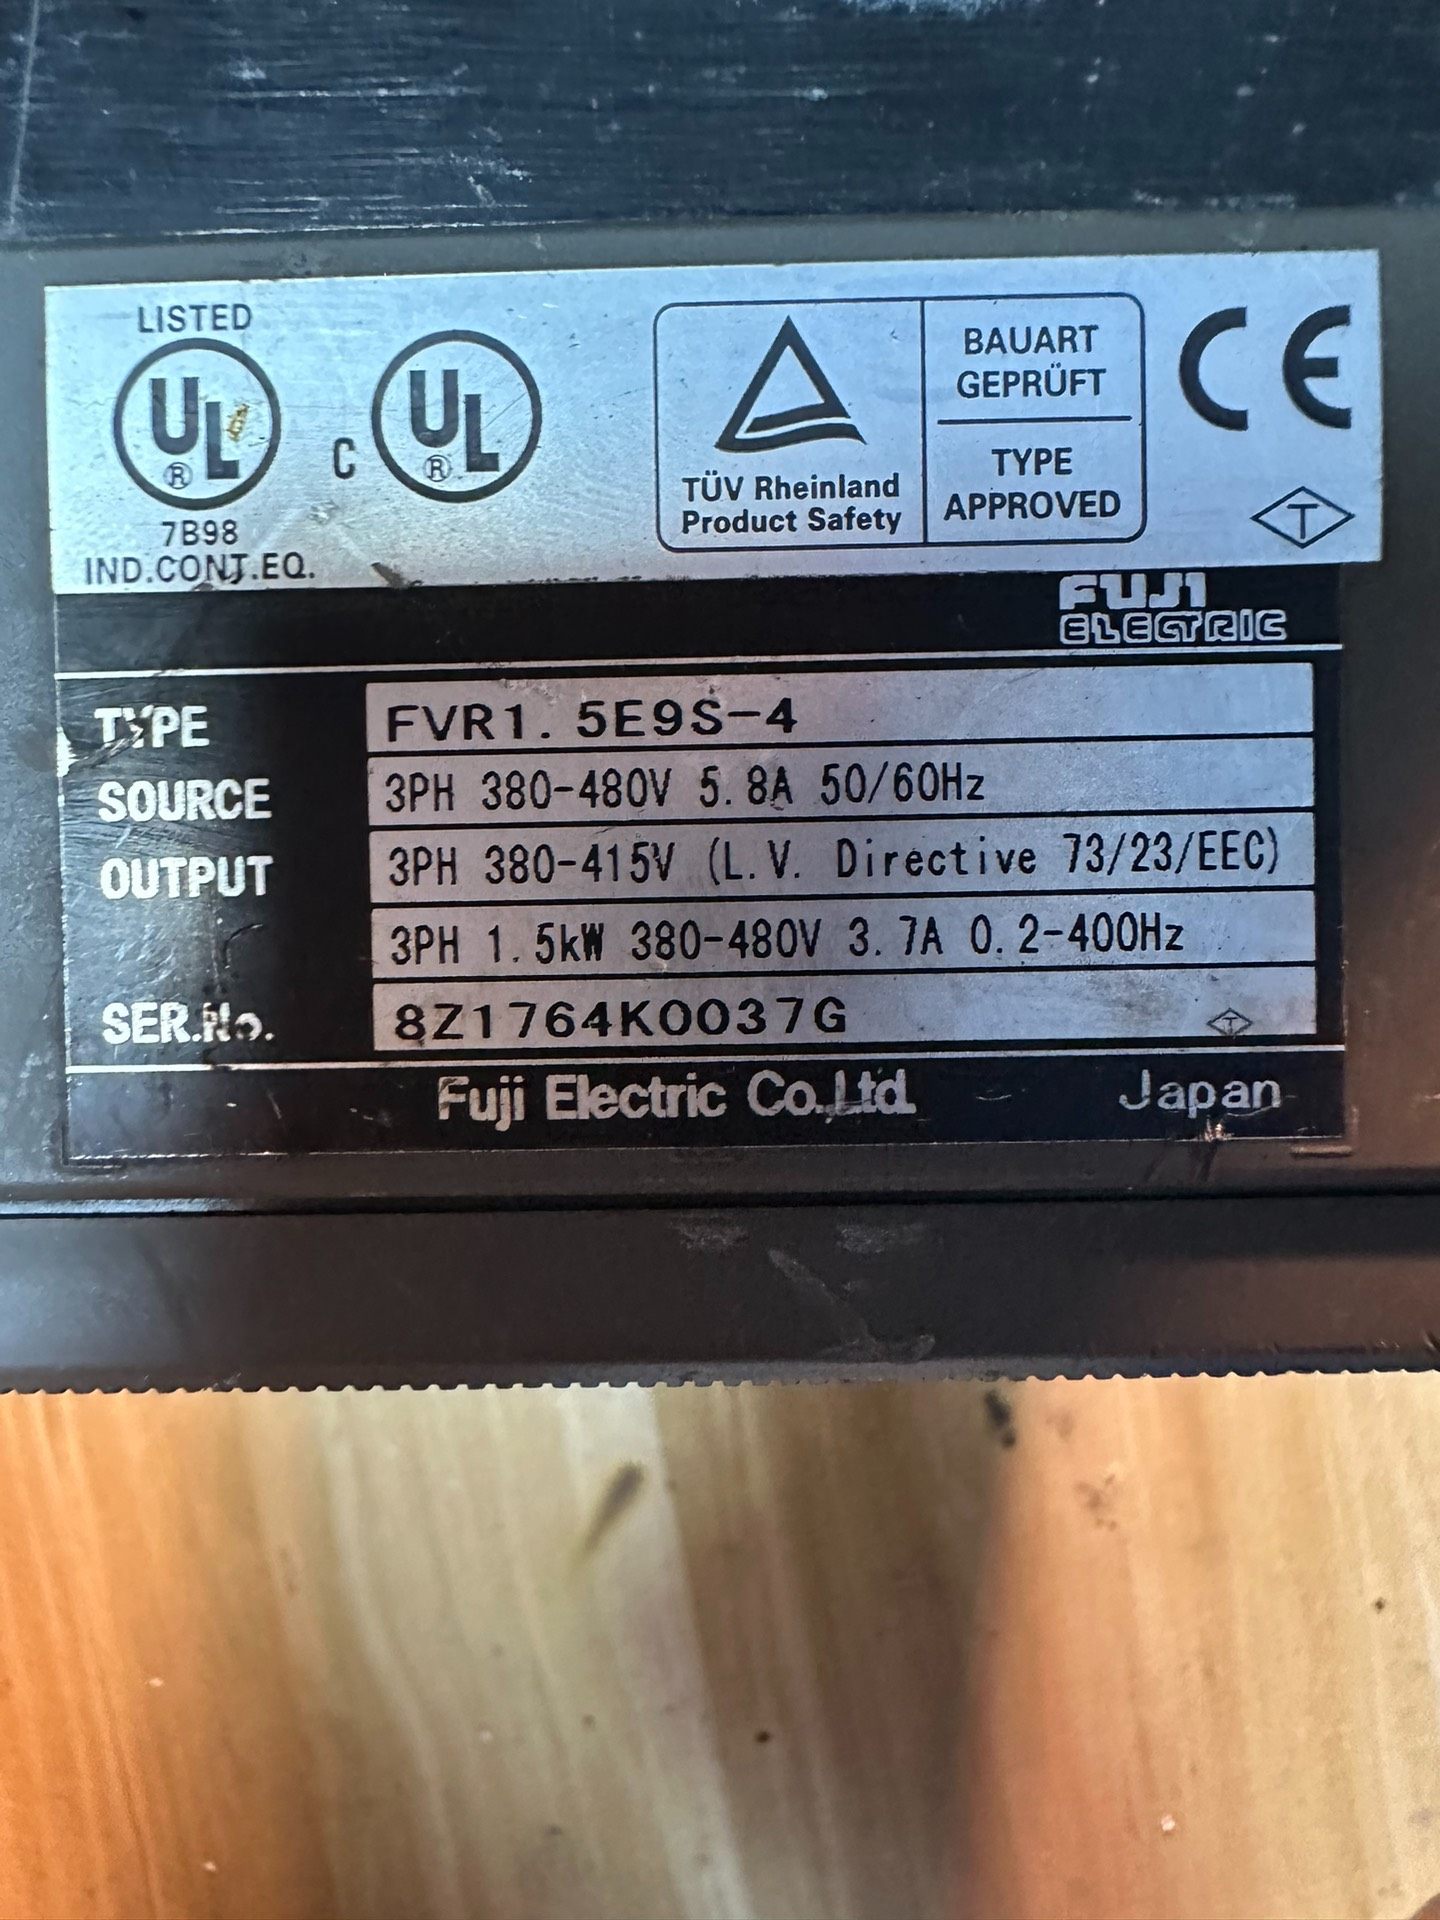 LISTED
UL ® C UL ®
7B98
IND.CONT.EQ.
TÜV Rheinland
Product Safety
BAUART
GEPRÜFT
TYPE
APPROVED
CE
T
FUJI
ELECTRIC
TYPE FVR1.5E9S-4
SOURCE 3PH 380-480V 5.8A 50/60Hz
OUTPUT 3PH 380-415V (L.V. Directive 73/23/EEC)
3PH 1.5kW 380-480V 3.7A 0.2-400Hz
SER.No. 8Z1764K0037G T
Fuji Electric Co.,Ltd. Japan